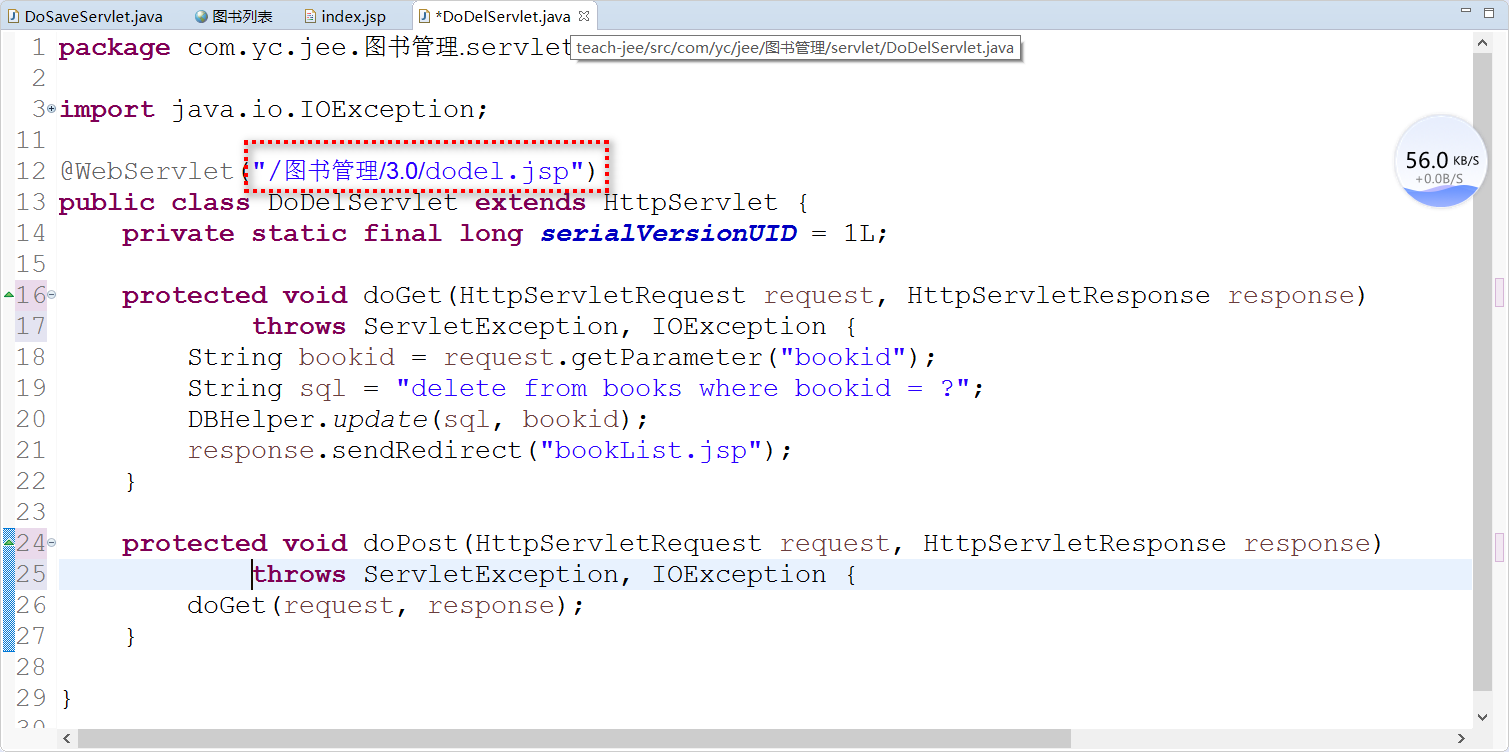 DoSaveServlet.java 图书列表 index.jsp *DoDelServlet.java
1 package com.yc.jee.图书管理.servlet
teach-jee/src/com/yc/jee/图书管理/servlet/DoDelServlet.java
2
3 import java.io.IOException;
11
12 @WebServlet("/图书管理/3.0/dodel.jsp")
56.0 KB/S
+0.0B/S
13 public class DoDelServlet extends HttpServlet {
14 private static final long serialVersionUID = 1L;
15
16 protected void doGet(HttpServletRequest request, HttpServletResponse response)
17 throws ServletException, IOException {
18 String bookid = request.getParameter("bookid");
19 String sql = "delete from books where bookid = ?";
20 DBHelper.update(sql, bookid);
21 response.sendRedirect("bookList.jsp");
22 }
23
24 protected void doPost(HttpServletRequest request, HttpServletResponse response)
25 throws ServletException, IOException {
26 doGet(request, response);
27 }
28
29 }
30